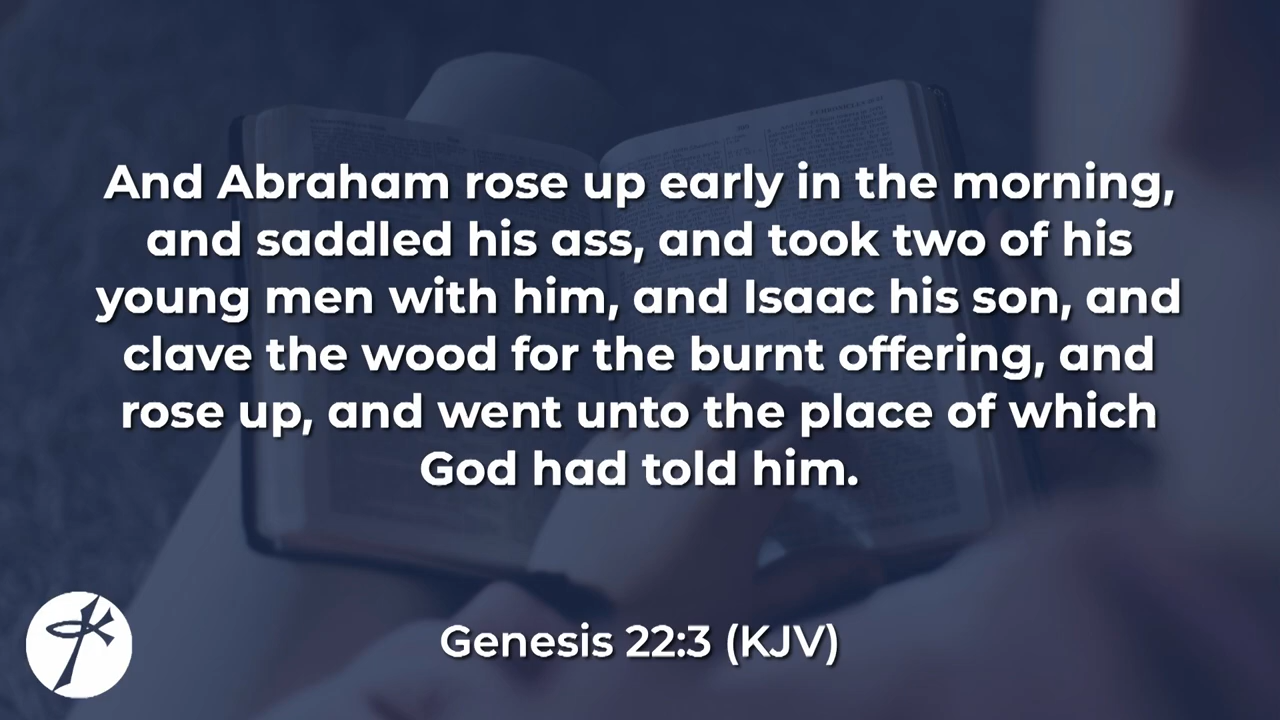 And Abraham rose up early in the morning,
and saddled his ass, and took two of his
young men with him, and Isaac his son, and
clave the wood for the burnt offering, and
rose up, and went unto the place of which
God had told him.
Genesis 22:3 (KJV)